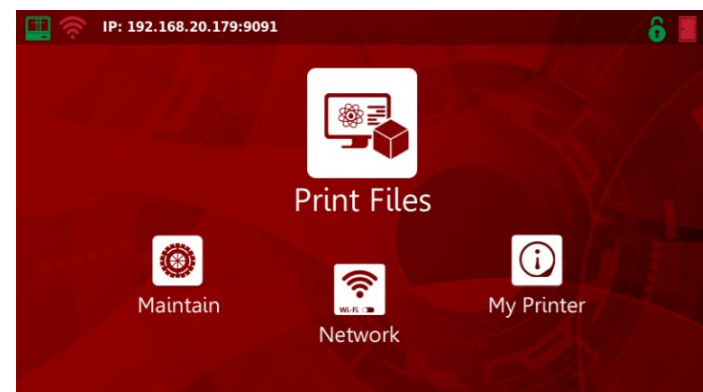 IP: 192.168.20.179:9091
Print Files
Maintain
My Printer
Wi-Fi
Network